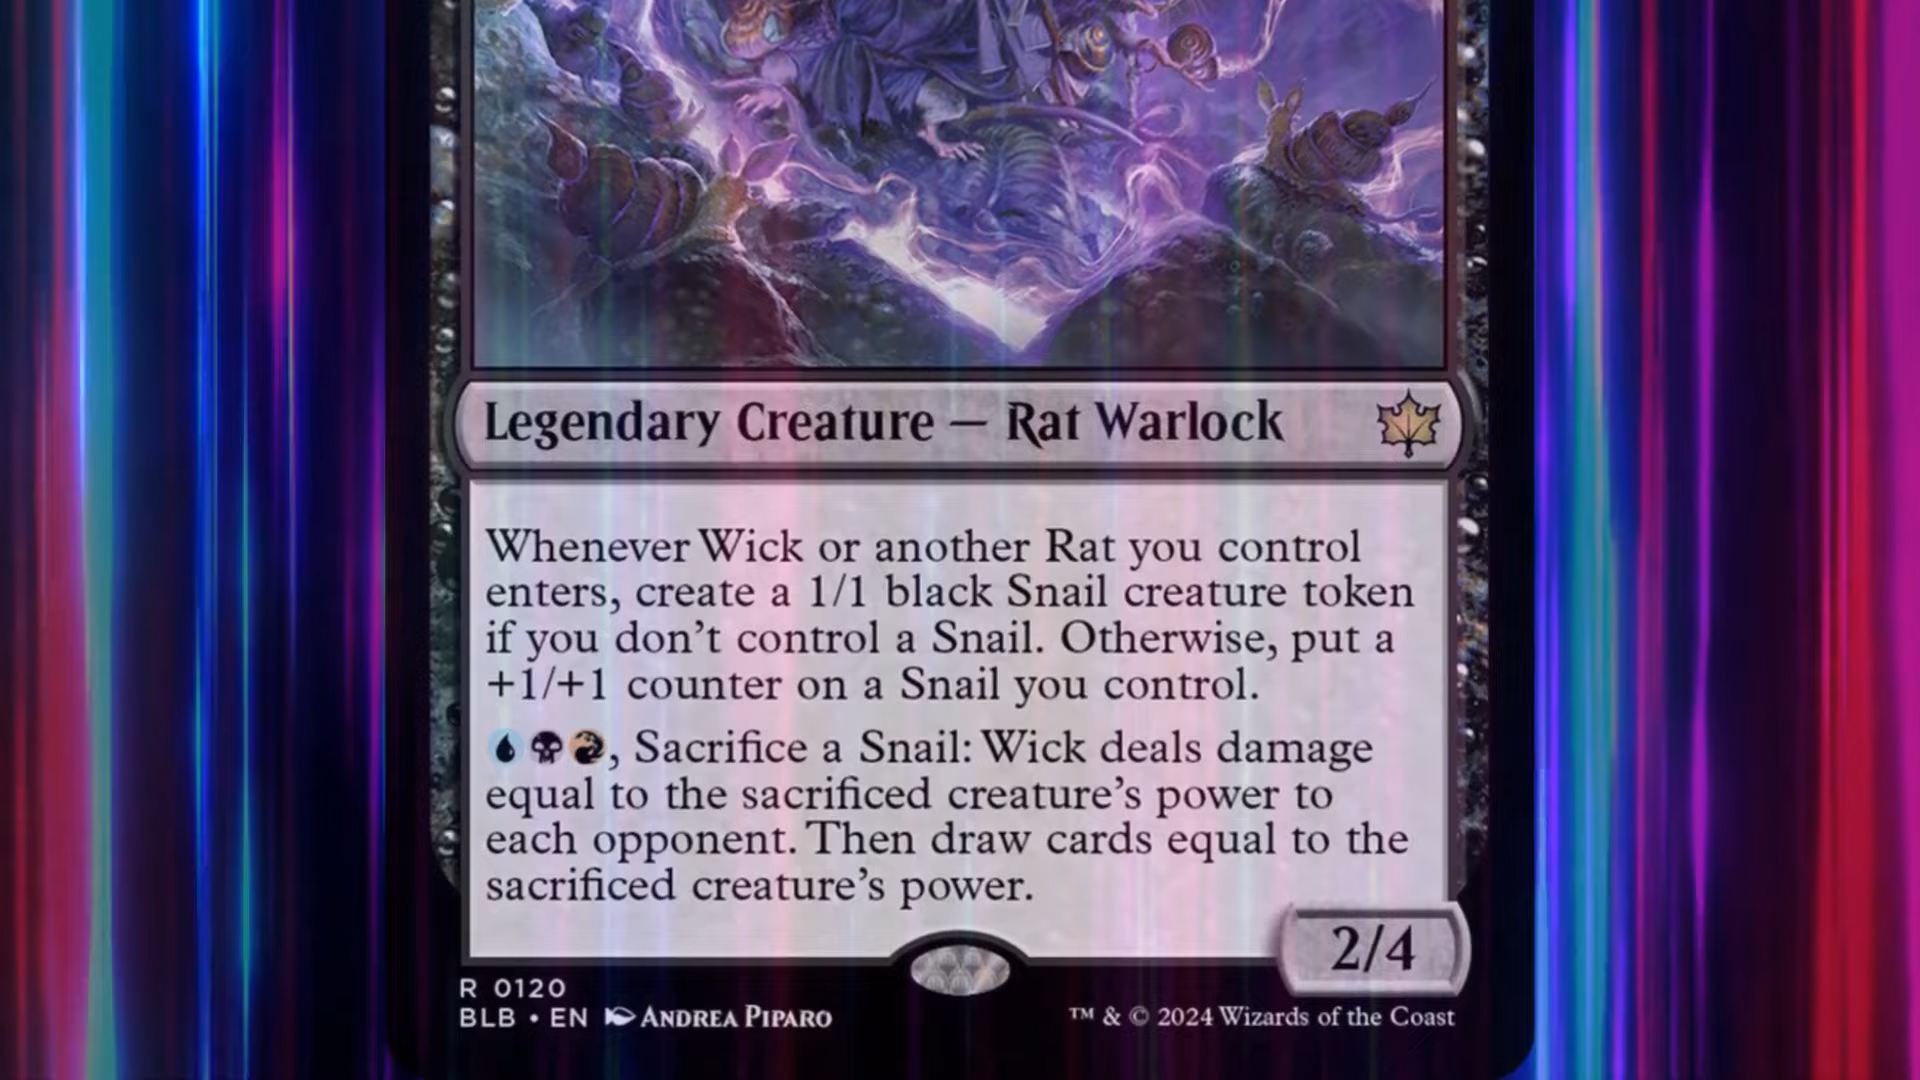 Legendary Creature — Rat Warlock
Whenever Wick or another Rat you control
enters, create a 1/1 black Snail creature token
if you don’t control a Snail. Otherwise, put a
+1/+1 counter on a Snail you control.
, Sacrifice a Snail: Wick deals damage
equal to the sacrificed creature’s power to
each opponent. Then draw cards equal to the
sacrificed creature’s power.
2/4
R 0120
BLB • EN ANDREA PIPARO
™ & © 2024 Wizards of the Coast